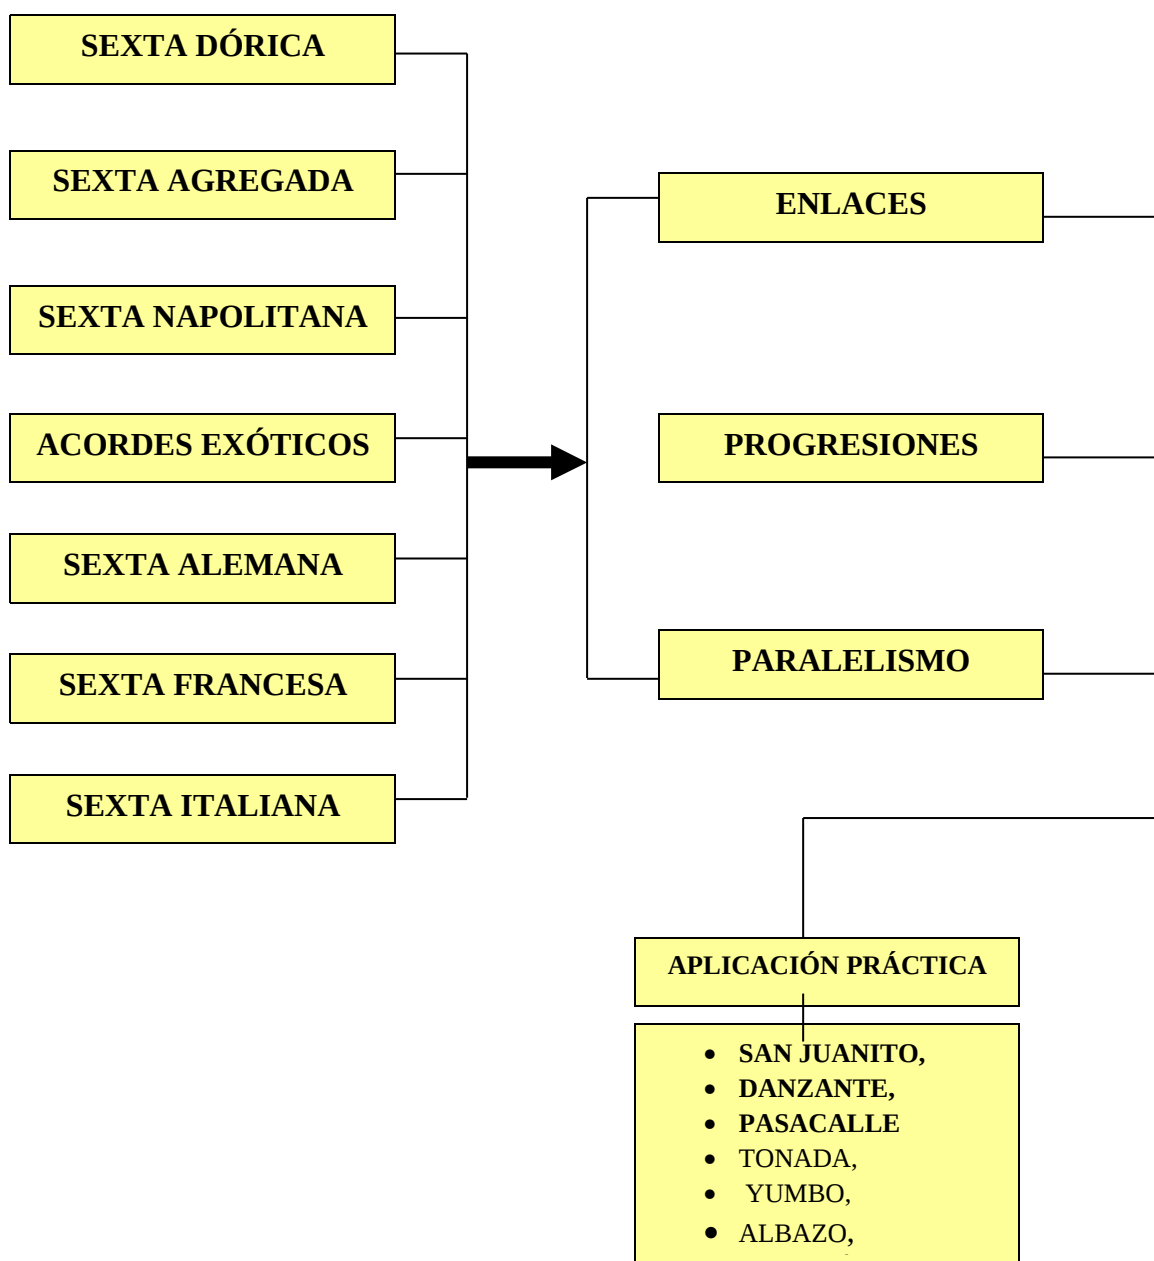 SEXTA DÓRICA
SEXTA AGREGADA
SEXTA NAPOLITANA
ACORDES EXÓTICOS
SEXTA ALEMANA
SEXTA FRANCESA
SEXTA ITALIANA
ENLACES
PROGRESIONES
PARALELISMO
APLICACIÓN PRÁCTICA
• SAN JUANITO,
• DANZANTE,
• PASACALLE
• TONADA,
• YUMBO,
• ALBAZO,